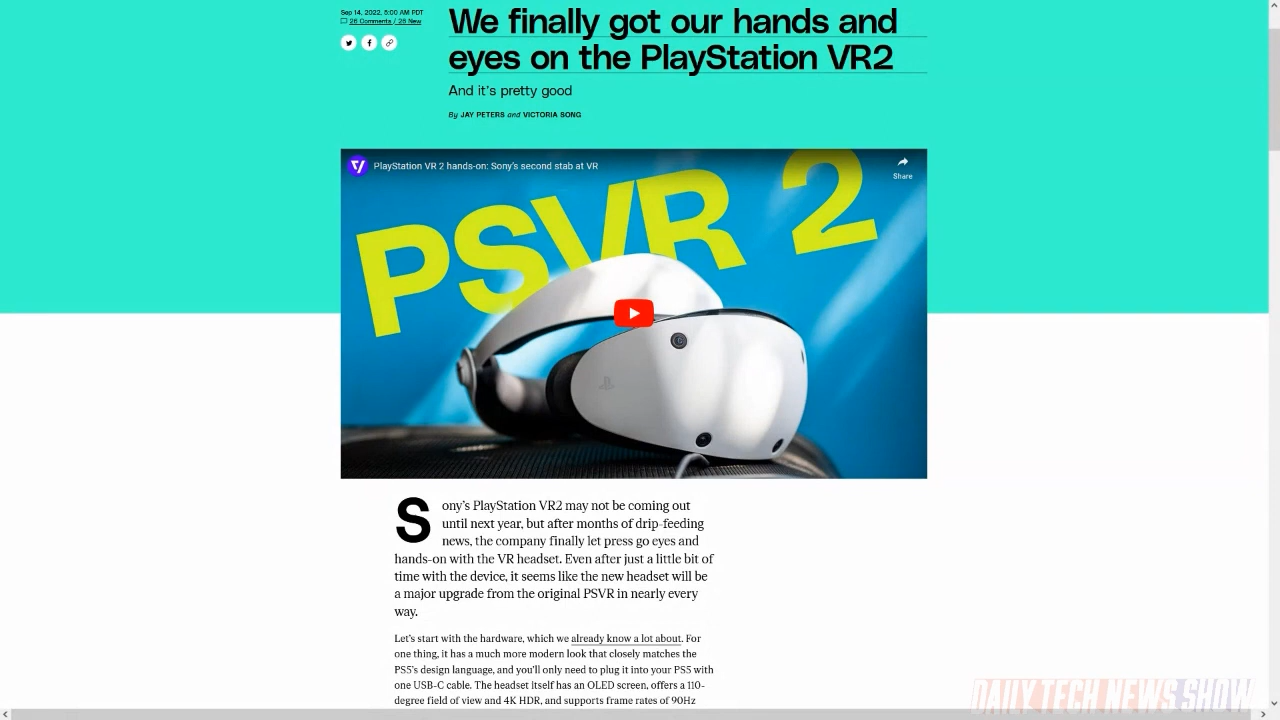 Sep 14, 2022, 5:00 AM PDT
26 Comments / 26 New
We finally got our hands and
eyes on the PlayStation VR2
And it's pretty good
By JAY PETERS and VICTORIA SONG
PlayStation VR 2 hands-on: Sony's second stab at VR
Share
PSVR 2
Sony's PlayStation VR2 may not be coming out
until next year, but after months of drip-feeding
news, the company finally let press go eyes and
hands-on with the VR headset. Even after just a little bit of
time with the device, it seems like the new headset will be
a major upgrade from the original PSVR in nearly every
way.
Let's start with the hardware, which we already know a lot about. For
one thing, it has a much more modern look that closely matches the
PS5's design language, and you'll only need to plug it into your PS5 with
one USB-C cable. The headset itself has an OLED screen, offers a 110-
degree field of view and 4K HDR, and supports frame rates of 90Hz
DAILY TECH NEWS SHOW